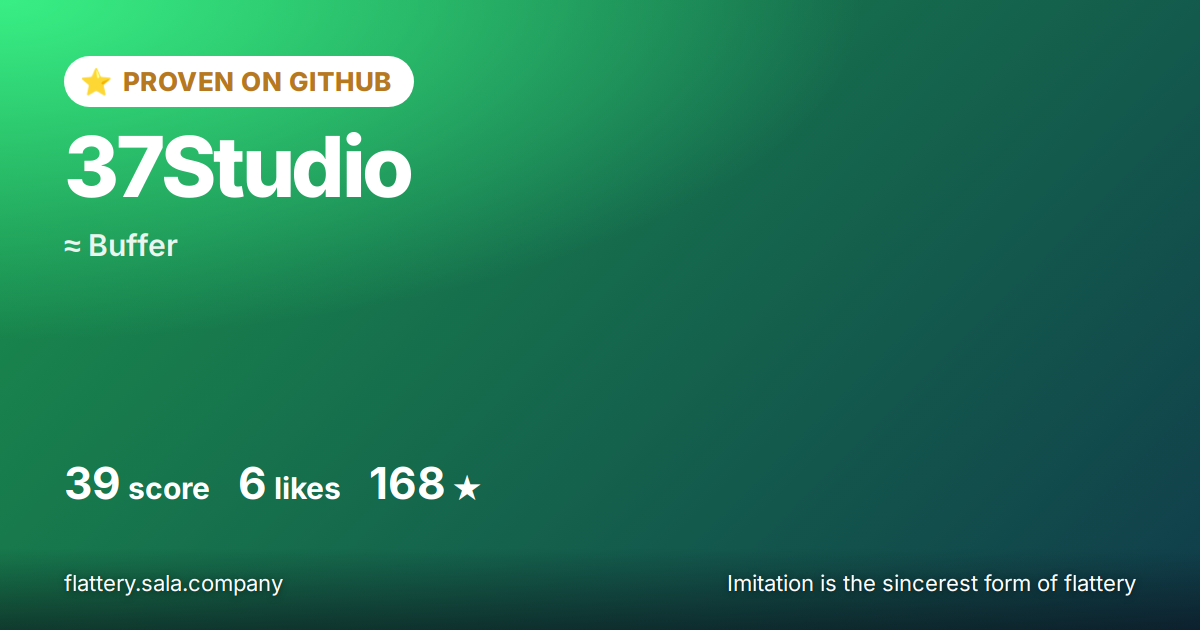 ⭐ PROVEN ON GITHUB
37Studio
≈ Buffer
39 score 6 likes 168 ★
flattery.sala.company
Imitation is the sincerest form of flattery